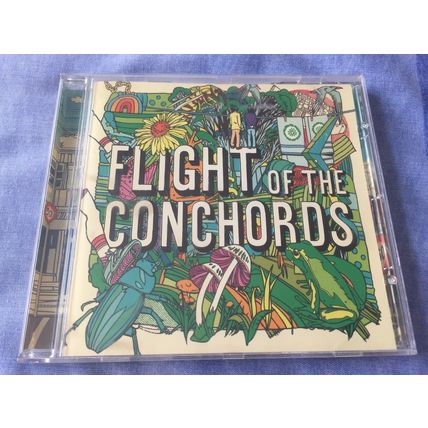 FLIGHT OF THE
CONCHORDS